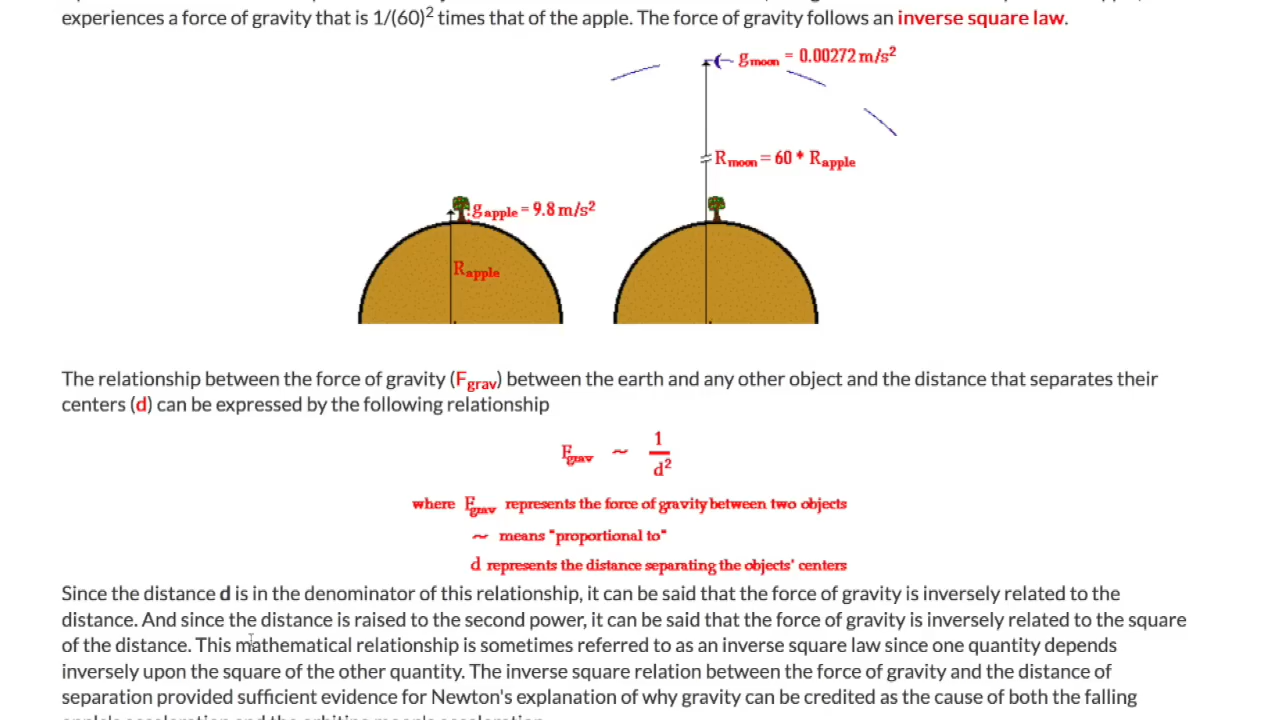 experiences a force of gravity that is 1/(60)² times that of the apple. The force of gravity follows an inverse square law.
gmoon = 0.00272 m/s²
Rmoon = 60 * Rapple
gapple = 9.8 m/s²
Rapple
The relationship between the force of gravity (Fgrav) between the earth and any other object and the distance that separates their
centers (d) can be expressed by the following relationship
Fgrav ~ 1
d²
where Fgrav represents the force of gravity between two objects
~ means "proportional to"
d represents the distance separating the objects' centers
Since the distance d is in the denominator of this relationship, it can be said that the force of gravity is inversely related to the
distance. And since the distance is raised to the second power, it can be said that the force of gravity is inversely related to the square
of the distance. This mathematical relationship is sometimes referred to as an inverse square law since one quantity depends
inversely upon the square of the other quantity. The inverse square relation between the force of gravity and the distance of
separation provided sufficient evidence for Newton's explanation of why gravity can be credited as the cause of both the falling